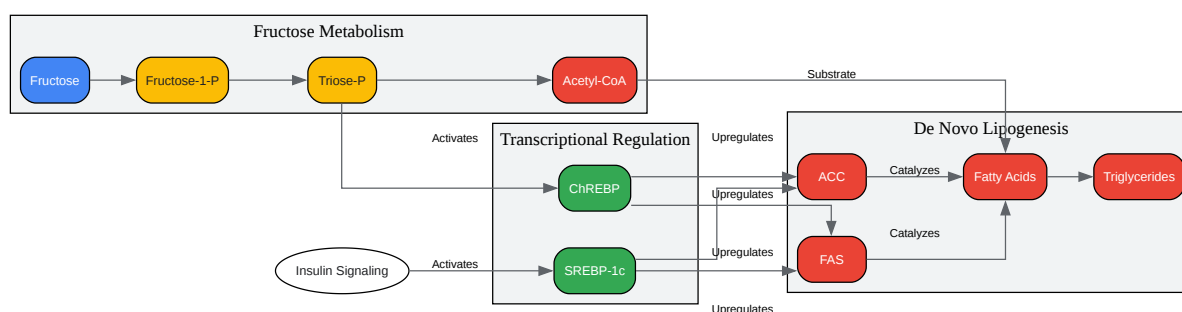 Fructose Metabolism
Fructose
Fructose-1-P
Triose-P
Acetyl-CoA
Substrate
Activates
Transcriptional Regulation
Upregulates
De Novo Lipogenesis
ChREBP
ACC
Catalyzes
Fatty Acids
Triglycerides
Upregulates
Insulin Signaling
Activates
SREBP-1c
Upregulates
FAS
Catalyzes
Upregulates